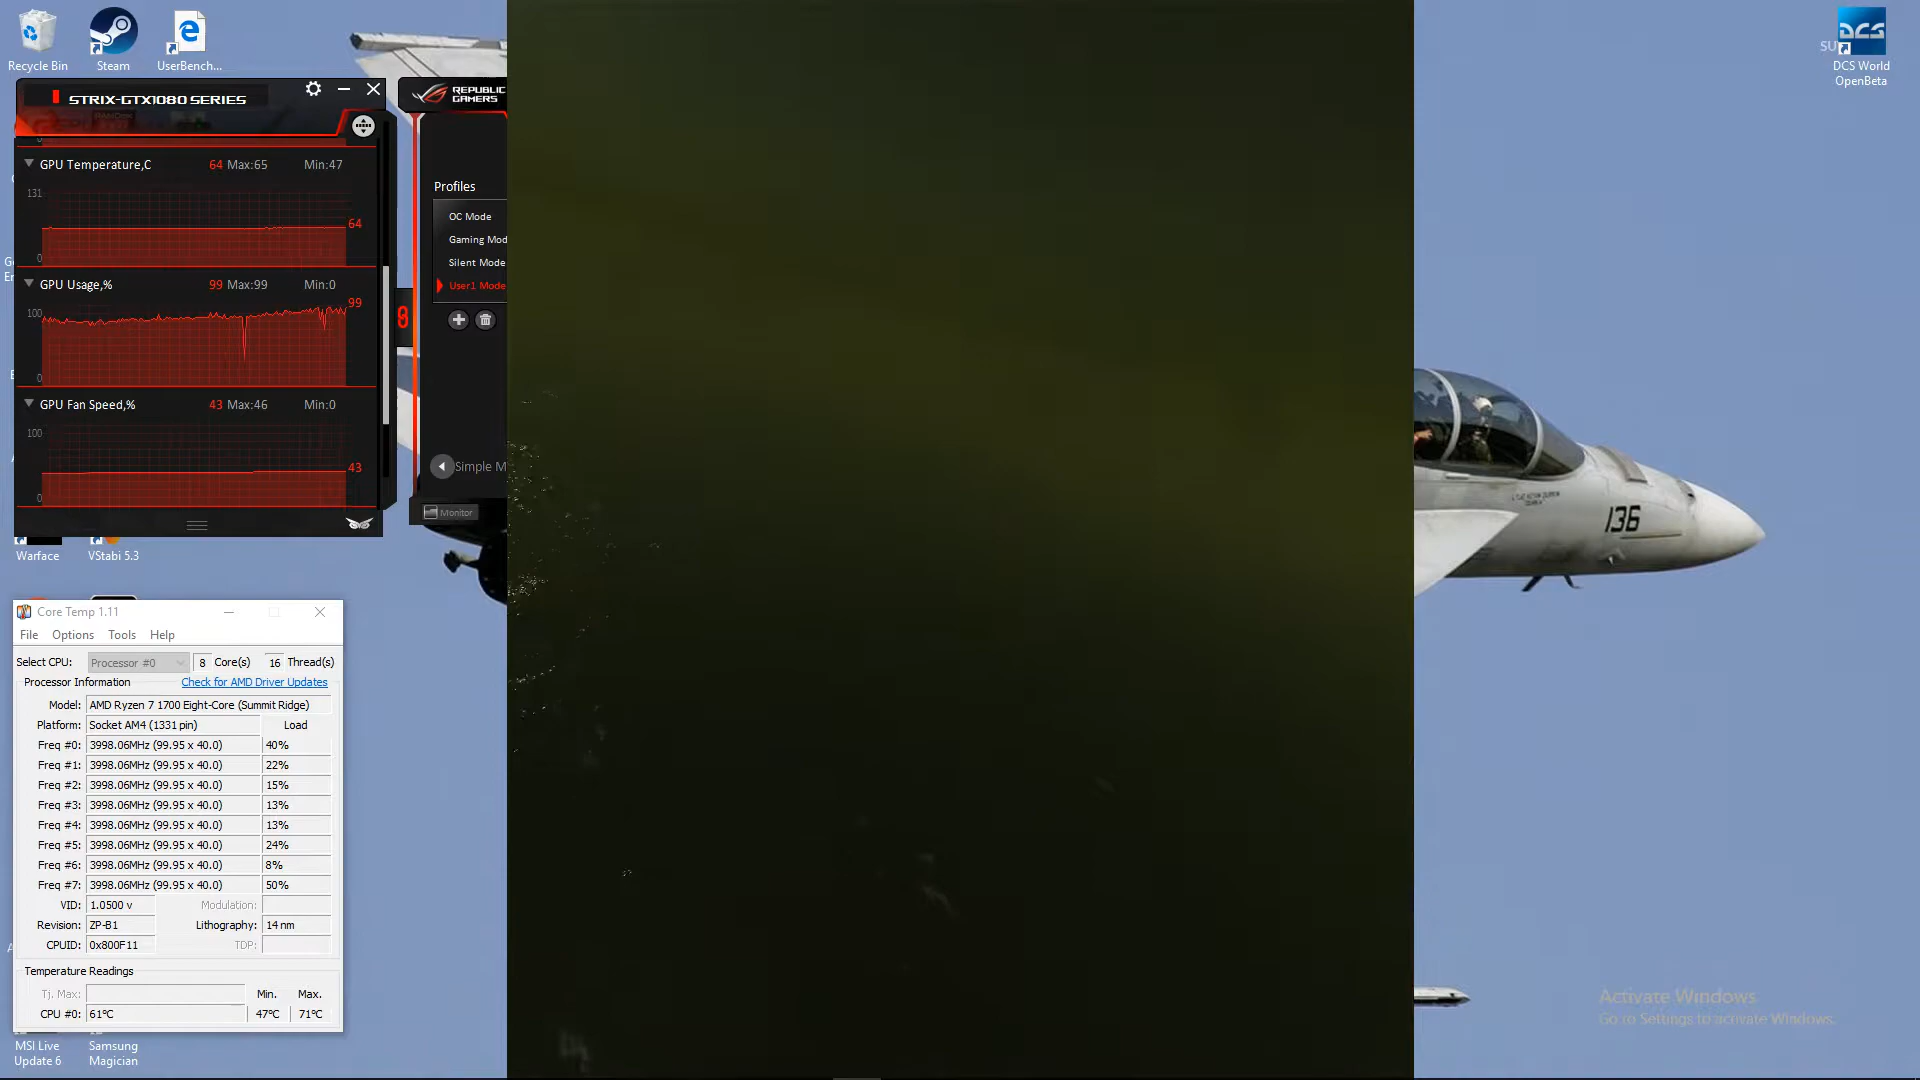 Recycle Bin
Steam
UserBench...
DCS
SU
DCS World
OpenBeta
STRIX-GTX1080 SERIES
REPUBLIC
GAMERS
GPU Temperature,C
64 Max:65
Min:47
131
64
0
GPU Usage,%
99 Max:99
Min:0
100
99
0
GPU Fan Speed,%
43 Max:46
Min:0
100
43
0
Profiles
OC Mode
Gaming Mod
Silent Mode
User1 Mode
Simple M
Monitor
136
Warface
VStabi 5.3
Core Temp 1.11
File Options Tools Help
Select CPU: Processor #0 8 Core(s) 16 Thread(s)
Processor Information Check for AMD Driver Updates
Model: AMD Ryzen 7 1700 Eight-Core (Summit Ridge)
Platform: Socket AM4 (1331 pin) Load
Freq #0: 3998.06MHz (99.95 x 40.0) 40%
Freq #1: 3998.06MHz (99.95 x 40.0) 22%
Freq #2: 3998.06MHz (99.95 x 40.0) 15%
Freq #3: 3998.06MHz (99.95 x 40.0) 13%
Freq #4: 3998.06MHz (99.95 x 40.0) 13%
Freq #5: 3998.06MHz (99.95 x 40.0) 24%
Freq #6: 3998.06MHz (99.95 x 40.0) 8%
Freq #7: 3998.06MHz (99.95 x 40.0) 50%
VID: 1.0500 v Modulation:
Revision: ZP-B1 Lithography: 14 nm
CPUID: 0x800F11 TDP:
Temperature Readings
Tj. Max: Min. Max.
CPU #0: 61°C 47°C 71°C
MSI Live
Update 6
Samsung
Magician
Activate Windows
Go to Settings to activate Windows.